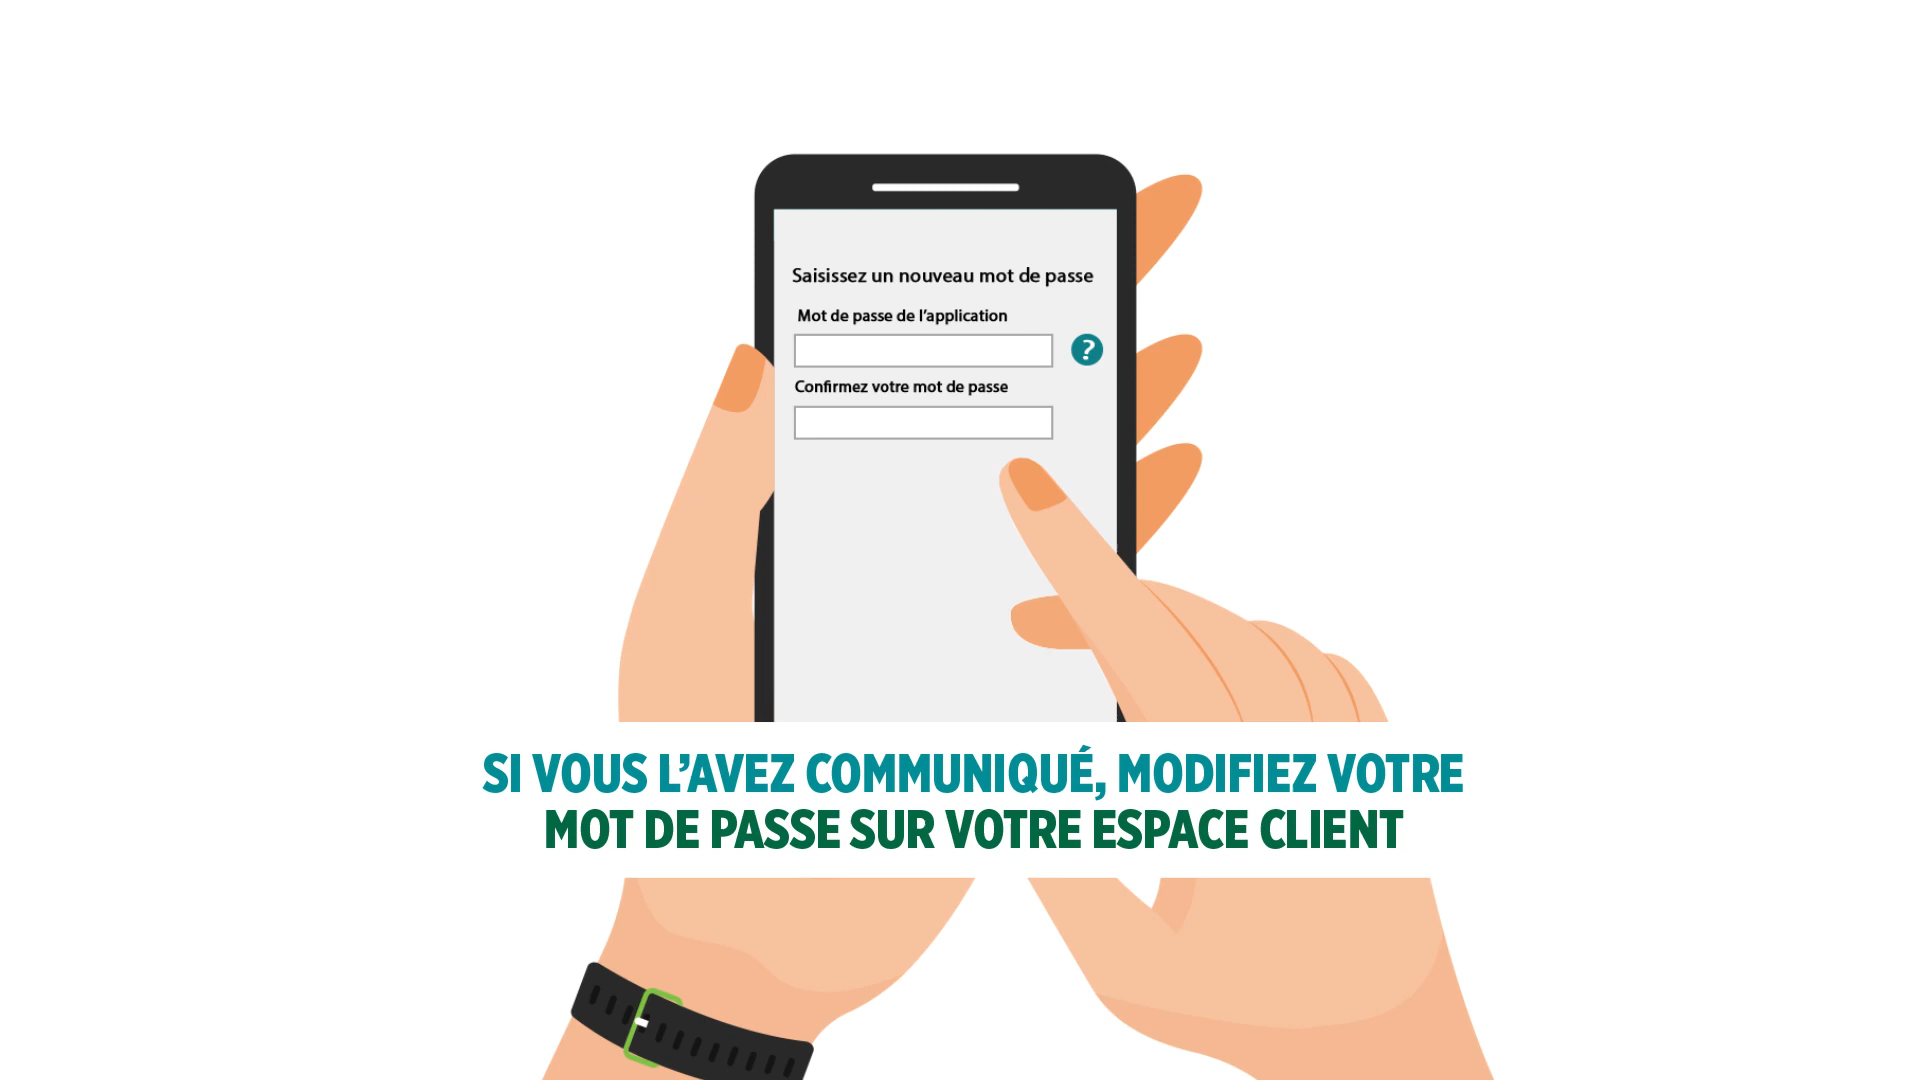 Saisissez un nouveau mot de passe
Mot de passe de l’application
?
Confirmez votre mot de passe
SI VOUS L’AVEZ COMMUNIQUÉ, MODIFIEZ VOTRE
MOT DE PASSE SUR VOTRE ESPACE CLIENT